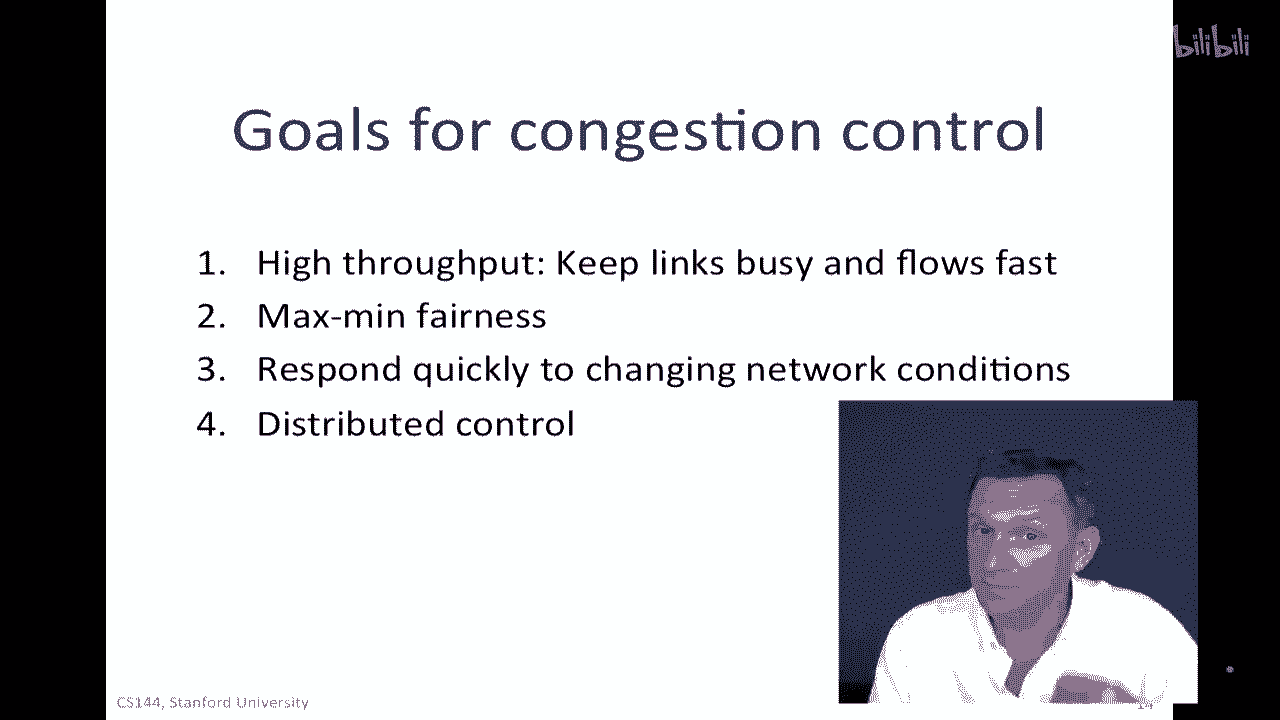 bilibili
Goals for congestion control
1. High throughput: Keep links busy and flows fast
2. Max-min fairness
3. Respond quickly to changing network conditions
4. Distributed control
CS144, Stanford University